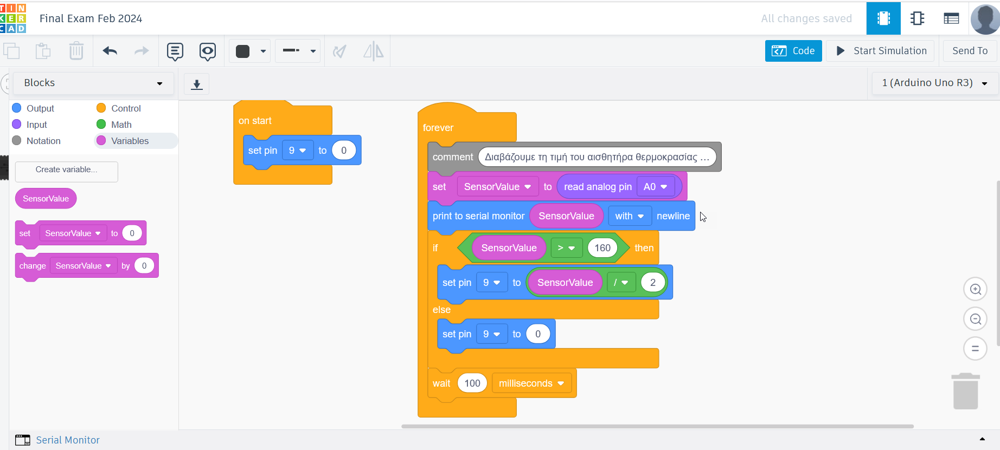 TIN
KER
CAD
Final Exam Feb 2024
All changes saved
Code
Start Simulation
Send To
Blocks
1 (Arduino Uno R3)
Output
Control
Input
Math
Notation
Variables
Create variable...
SensorValue
set SensorValue to 0
change SensorValue by 0
on start
set pin 9 to 0
forever
comment Διαβάζουμε τη τιμή του αισθητήρα θερμοκρασίας ...
set SensorValue to read analog pin A0
print to serial monitor SensorValue with newline
if SensorValue > 160 then
set pin 9 to SensorValue / 2
else
set pin 9 to 0
wait 100 milliseconds
Serial Monitor